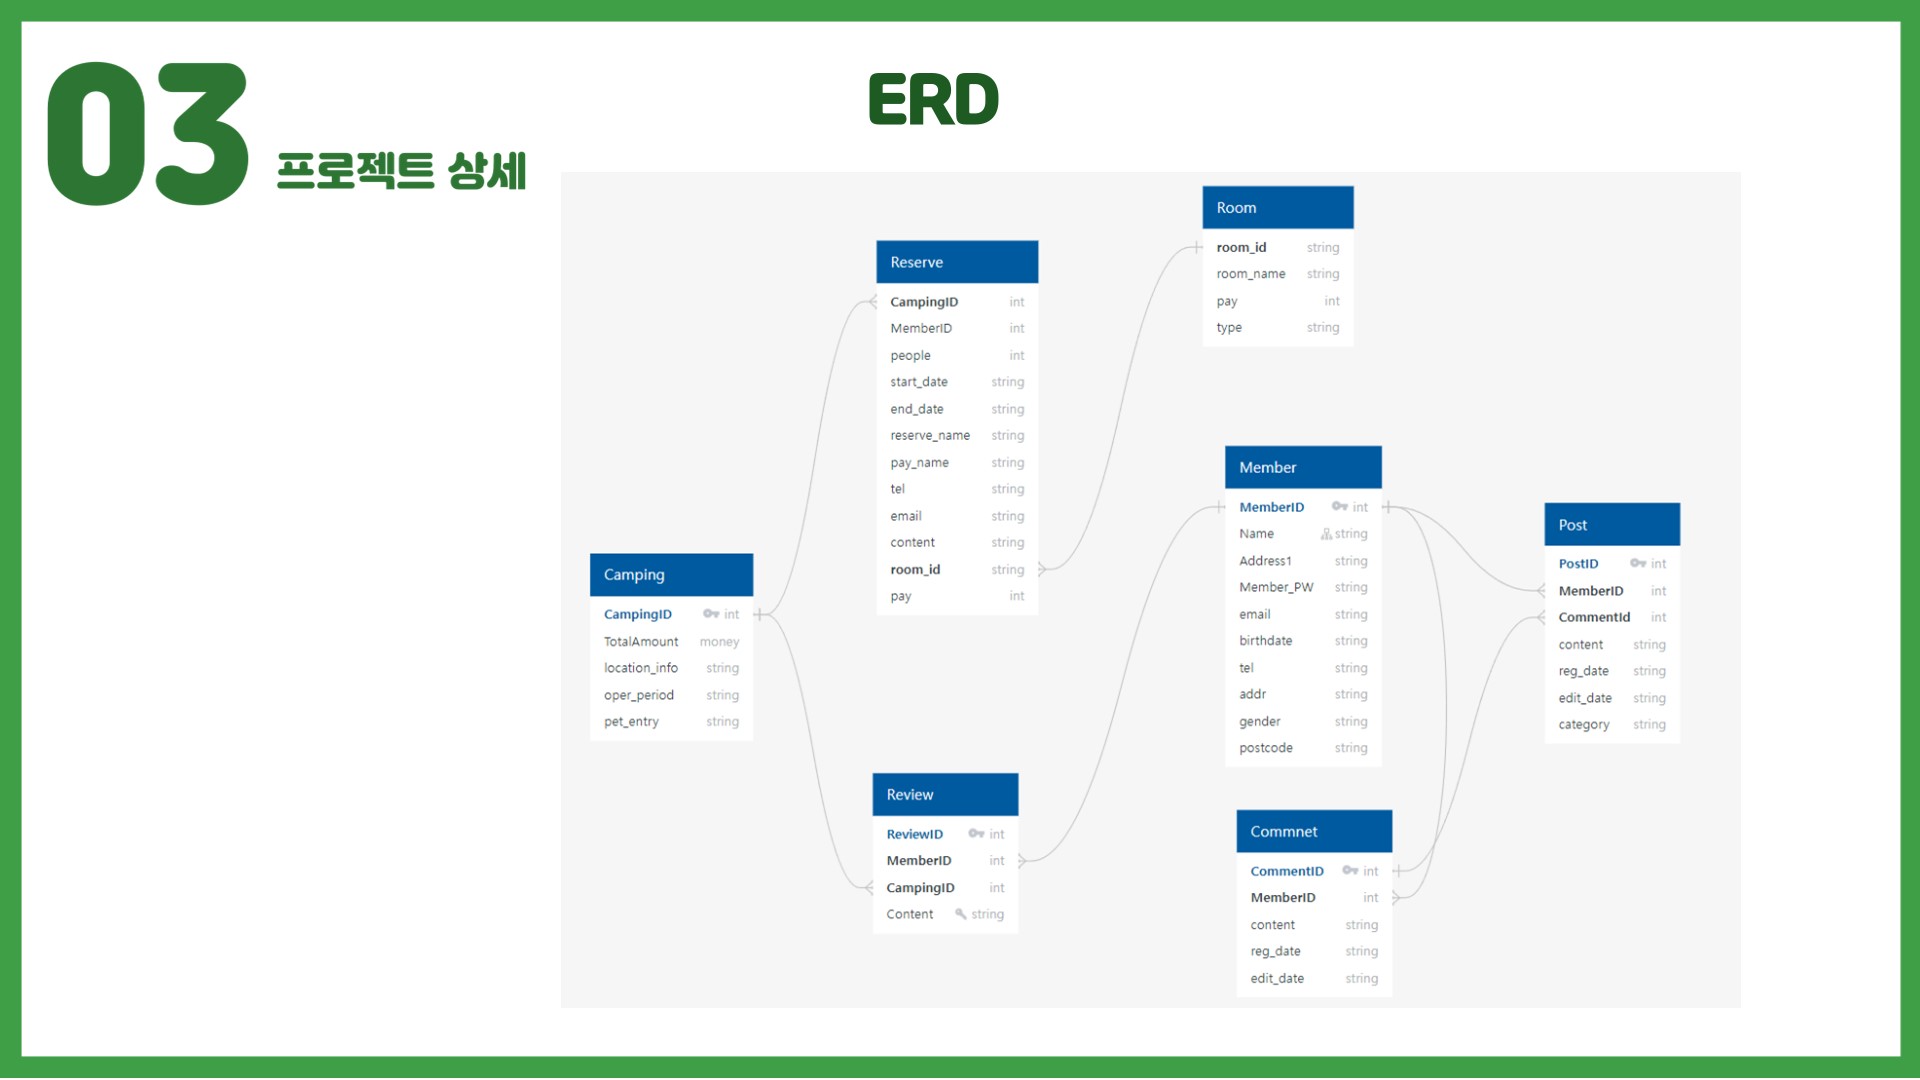 03
프로젝트 상세
ERD
Room
room_id string
room_name string
pay int
type string
Reserve
CampingID int
MemberID int
people int
start_date string
end_date string
reserve_name string
pay_name string
tel string
email string
content string
room_id string
pay int
Member
MemberID int
Name string
Address1 string
Member_PW string
email string
birthdate string
tel string
addr string
gender string
postcode string
Post
PostID int
MemberID int
CommentId int
content string
reg_date string
edit_date string
category string
Camping
CampingID int
TotalAmount money
location_info string
oper_period string
pet_entry string
Review
ReviewID int
MemberID int
CampingID int
Content string
Commnet
CommentID int
MemberID int
content string
reg_date string
edit_date string